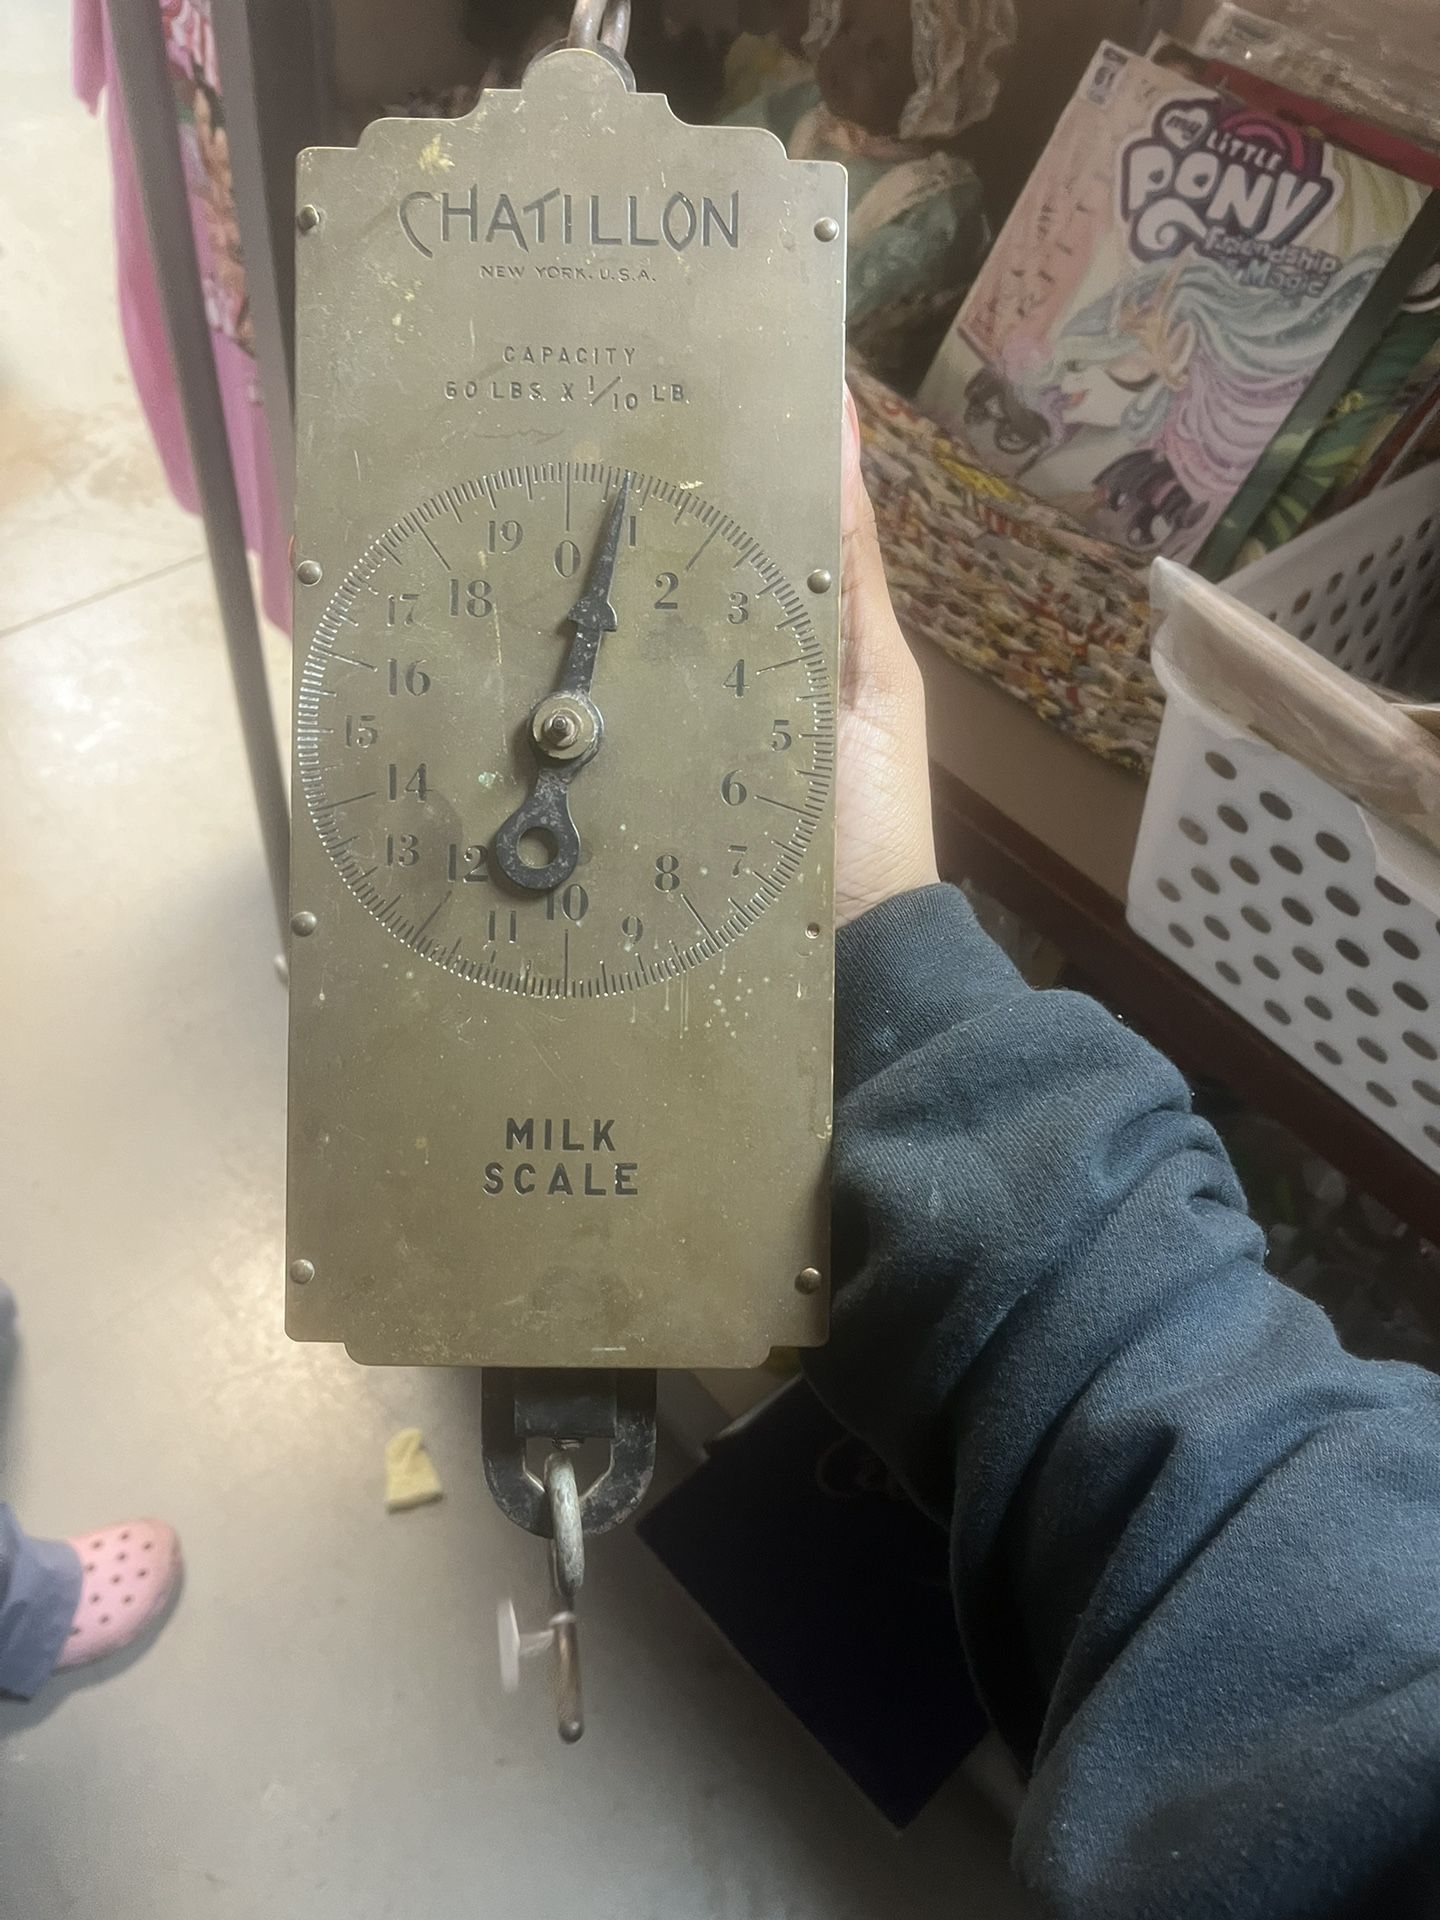 CHATILLON
NEW YORK. U.S.A.
CAPACITY
60 LBS. X 1/10 LB.
0
1
2
3
4
5
6
7
8
9
10
11
12
13
14
15
16
17
18
19
MILK
SCALE
my
LITTLE
PONY
Friendship
is Magic